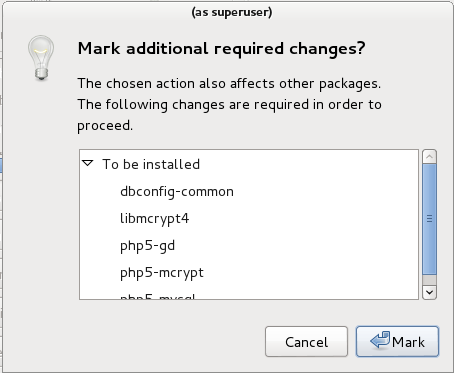 (as superuser)
Mark additional required changes?
The chosen action also affects other packages.
The following changes are required in order to
proceed.
To be installed
dbconfig-common
libmcrypt4
php5-gd
php5-mcrypt
php5-mysql
Cancel
Mark